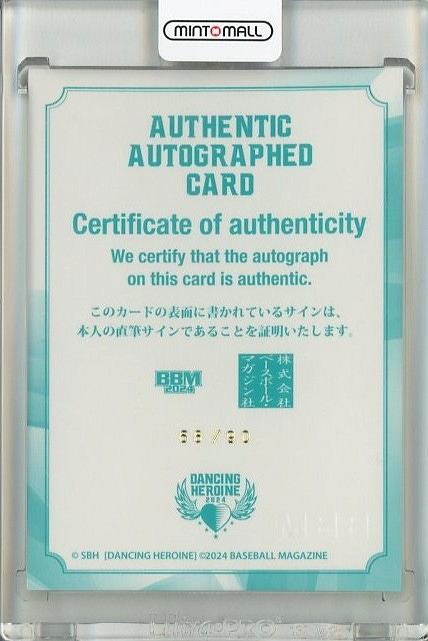 MINT MALL
AUTHENTIC
AUTOGRAPHED
CARD
Certificate of authenticity
We certify that the autograph
on this card is authentic.
このカードの表面に書かれているサインは、
本人の直筆サインであることを証明いたします。
BBM
2024
株式会社
ベースボール・
マガジン社
68/90
DANCING
HEROINE
2024
© SBH [DANCING HEROINE] ©2024 BASEBALL MAGAZINE